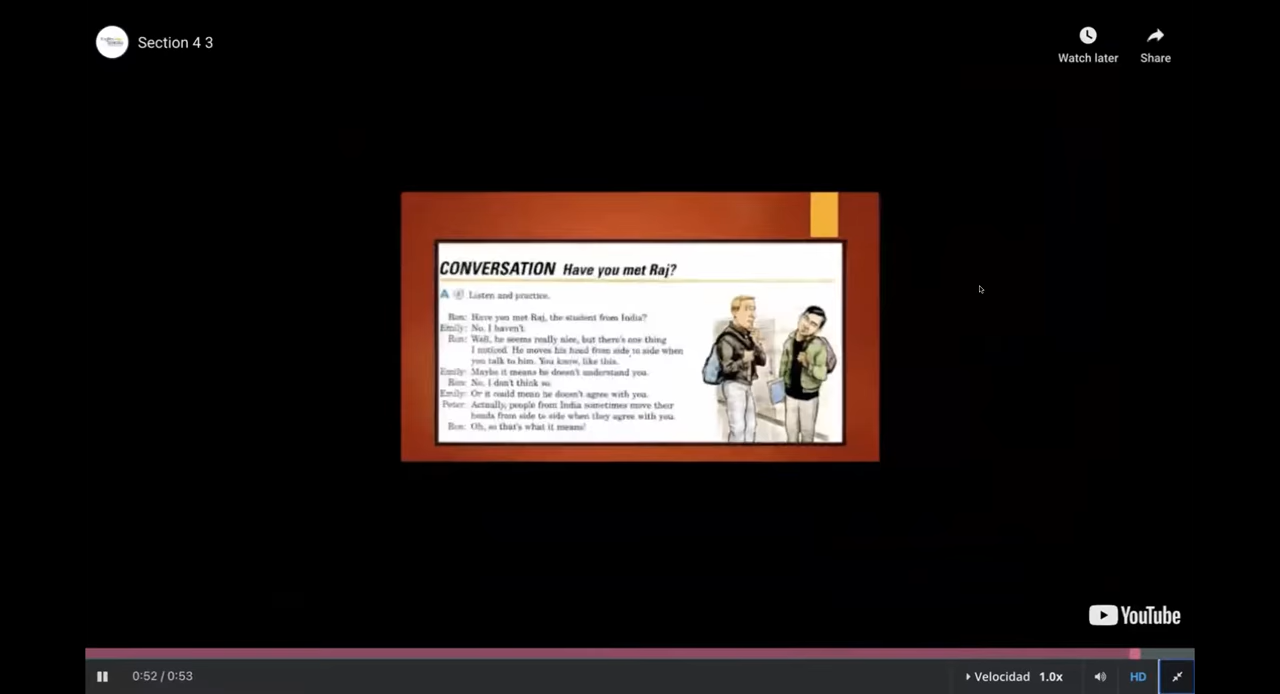 Section 4 3
Watch later
Share
CONVERSATION Have you met Raj?
A Listen and practice.
Ron: Have you met Raj, the student from India?
Emily: No, I haven't.
Ron: Well, he seems really nice, but there's one thing
I noticed. He moves his head from side to side when
you talk to him. You know, like this.
Emily: Maybe it means he doesn't understand you.
Ron: No, I don't think so.
Emily: Or it could mean he doesn't agree with you.
Peter: Actually, people from India sometimes move their
heads from side to side when they agree with you.
Ron: Oh, so that's what it means!
YouTube
0:52 / 0:53
Velocidad 1.0x
HD